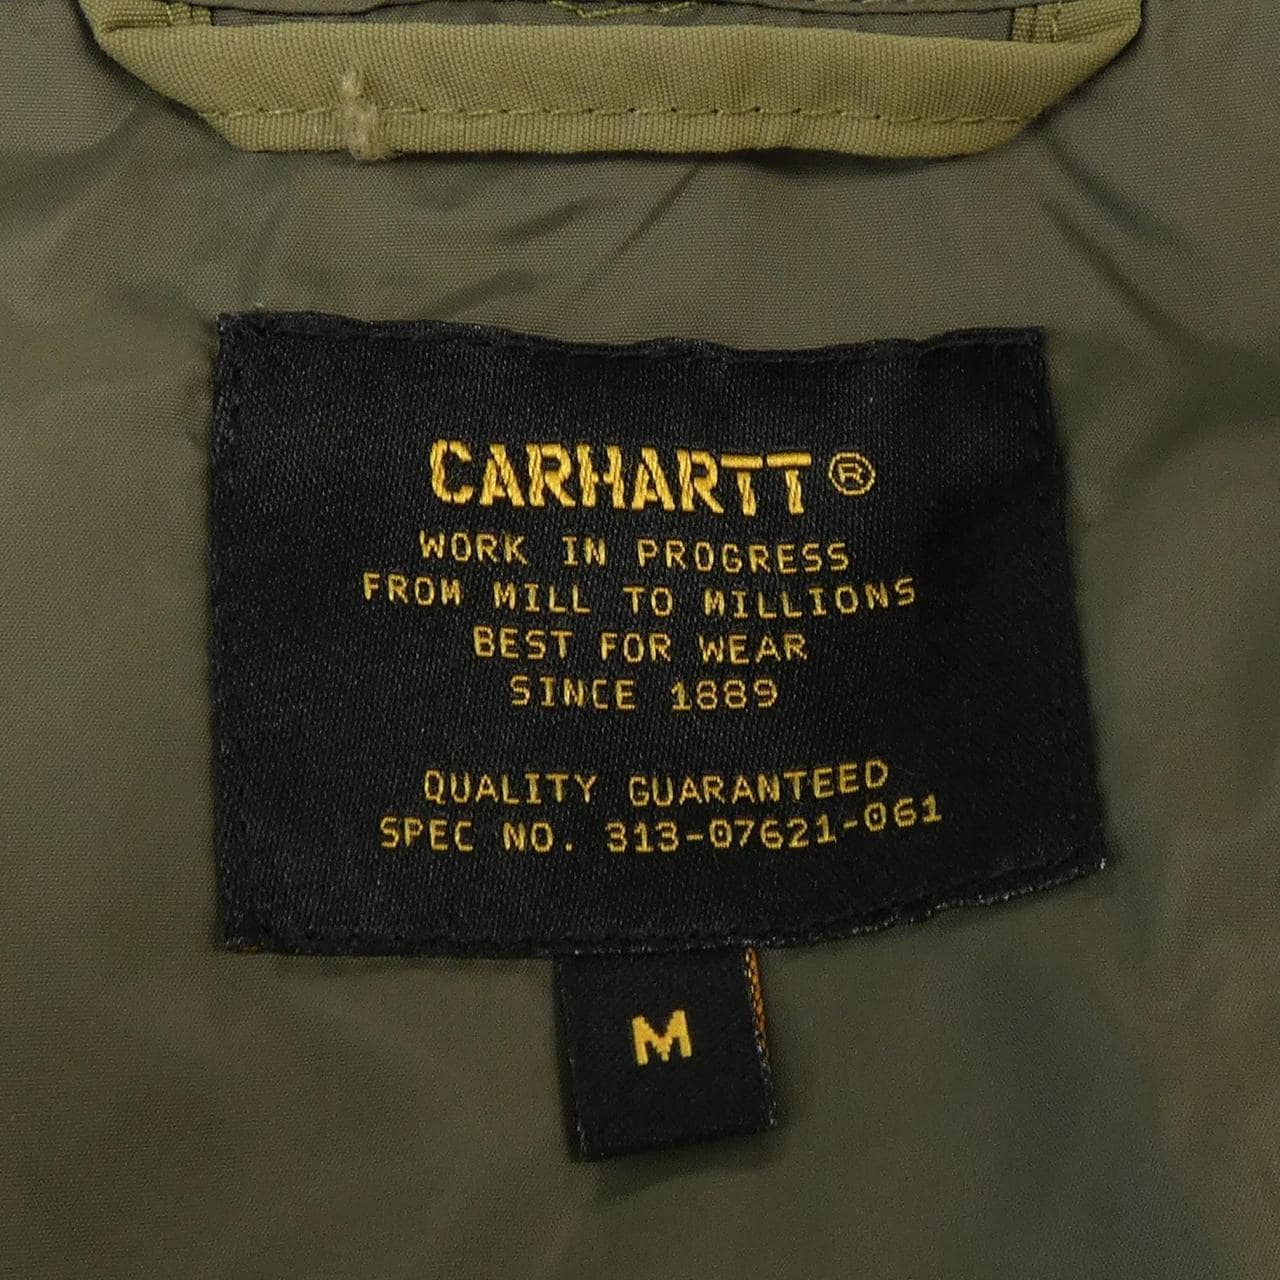 CARHARTT®
WORK IN PROGRESS
FROM MILL TO MILLIONS
BEST FOR WEAR
SINCE 1889
QUALITY GUARANTEED
SPEC NO. 313-07621-061
M